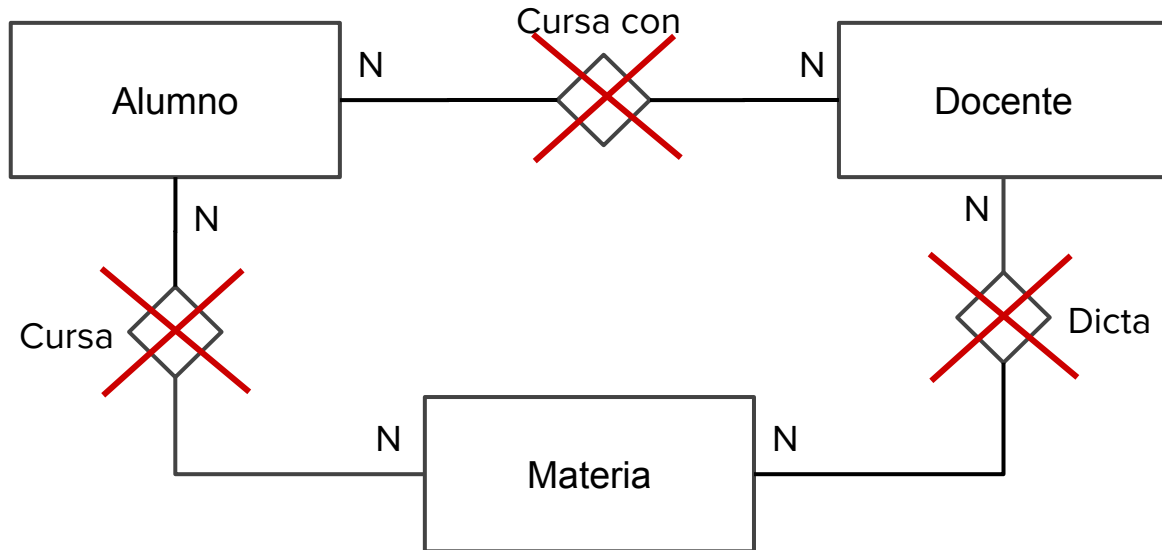 Cursa con
N
N
Alumno
Docente
N
N
Cursa
Dicta
N
N
Materia